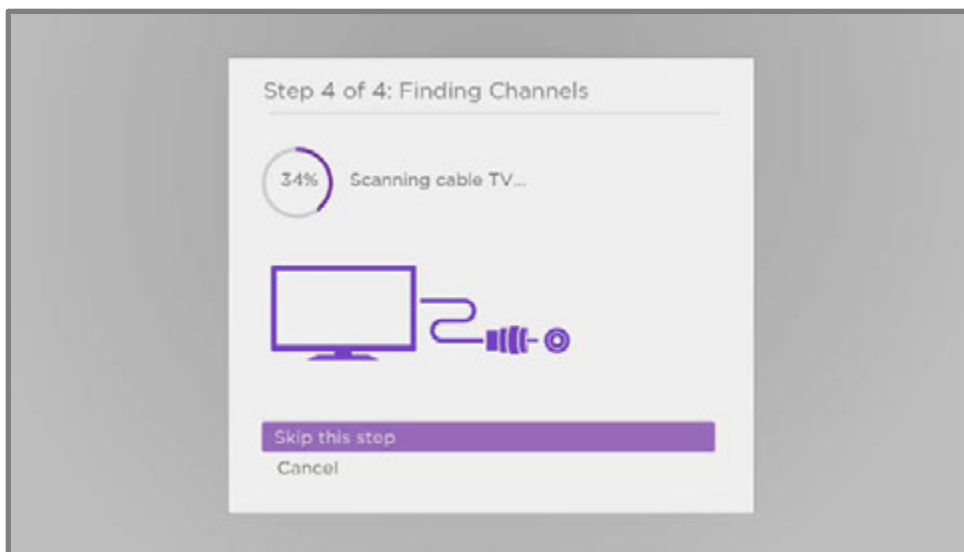 Step 4 of 4: Finding Channels
34%
Scanning cable TV...
Skip this step
Cancel